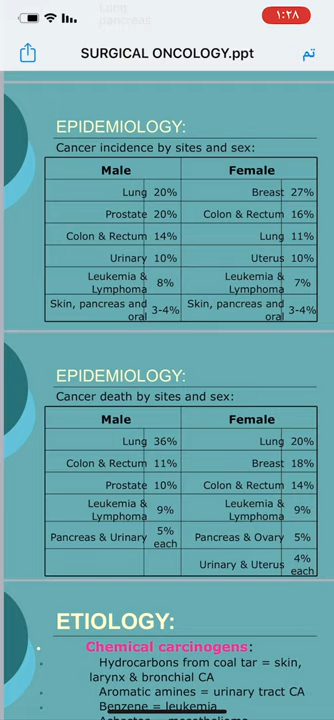 Lung
pancreas
١:٢٨
SURGICAL ONCOLOGY.ppt
تم
EPIDEMIOLOGY:
Cancer incidence by sites and sex:
Male Female
Lung 20% Breast 27%
Prostate 20% Colon & Rectum 16%
Colon & Rectum 14% Lung 11%
Urinary 10% Uterus 10%
Leukemia & Lymphoma 8% Leukemia & Lymphoma 7%
Skin, pancreas and oral 3-4% Skin, pancreas and oral 3-4%
EPIDEMIOLOGY:
Cancer death by sites and sex:
Male Female
Lung 36% Lung 20%
Colon & Rectum 11% Breast 18%
Prostate 10% Colon & Rectum 14%
Leukemia & Lymphoma 9% Leukemia & Lymphoma 9%
Pancreas & Urinary 5% each Pancreas & Ovary 5%
Urinary & Uterus 4% each
ETIOLOGY:
Chemical carcinogens:
Hydrocarbons from coal tar = skin,
larynx & bronchial CA
Aromatic amines = urinary tract CA
Benzene = leukemia
Asbestos = mesothelioma